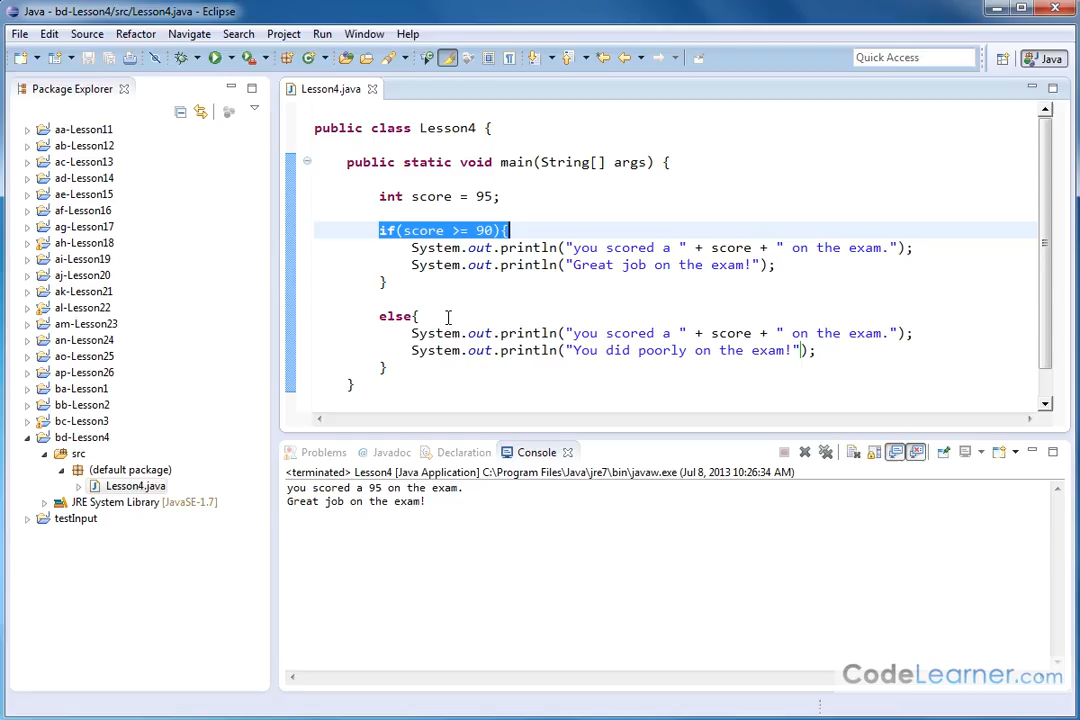 Java - bd-Lesson4/src/Lesson4.java - Eclipse
File Edit Source Refactor Navigate Search Project Run Window Help
Quick Access
Java
Package Explorer
Lesson4.java
aa-Lesson11
ab-Lesson12
ac-Lesson13
ad-Lesson14
ae-Lesson15
af-Lesson16
ag-Lesson17
ah-Lesson18
ai-Lesson19
aj-Lesson20
ak-Lesson21
al-Lesson22
am-Lesson23
an-Lesson24
ao-Lesson25
ap-Lesson26
ba-Lesson1
bb-Lesson2
bc-Lesson3
bd-Lesson4
src
(default package)
Lesson4.java
JRE System Library [JavaSE-1.7]
testInput
public class Lesson4 {
public static void main(String[] args) {
int score = 95;
if(score >= 90){
System.out.println("you scored a " + score + " on the exam.");
System.out.println("Great job on the exam!");
}
else{
System.out.println("you scored a " + score + " on the exam.");
System.out.println("You did poorly on the exam!");
}
}
Problems @ Javadoc Declaration Console
<terminated> Lesson4 [Java Application] C:\Program Files\Java\jre7\bin\javaw.exe (Jul 8, 2013 10:26:34 AM)
you scored a 95 on the exam.
Great job on the exam!
CodeLearner.com